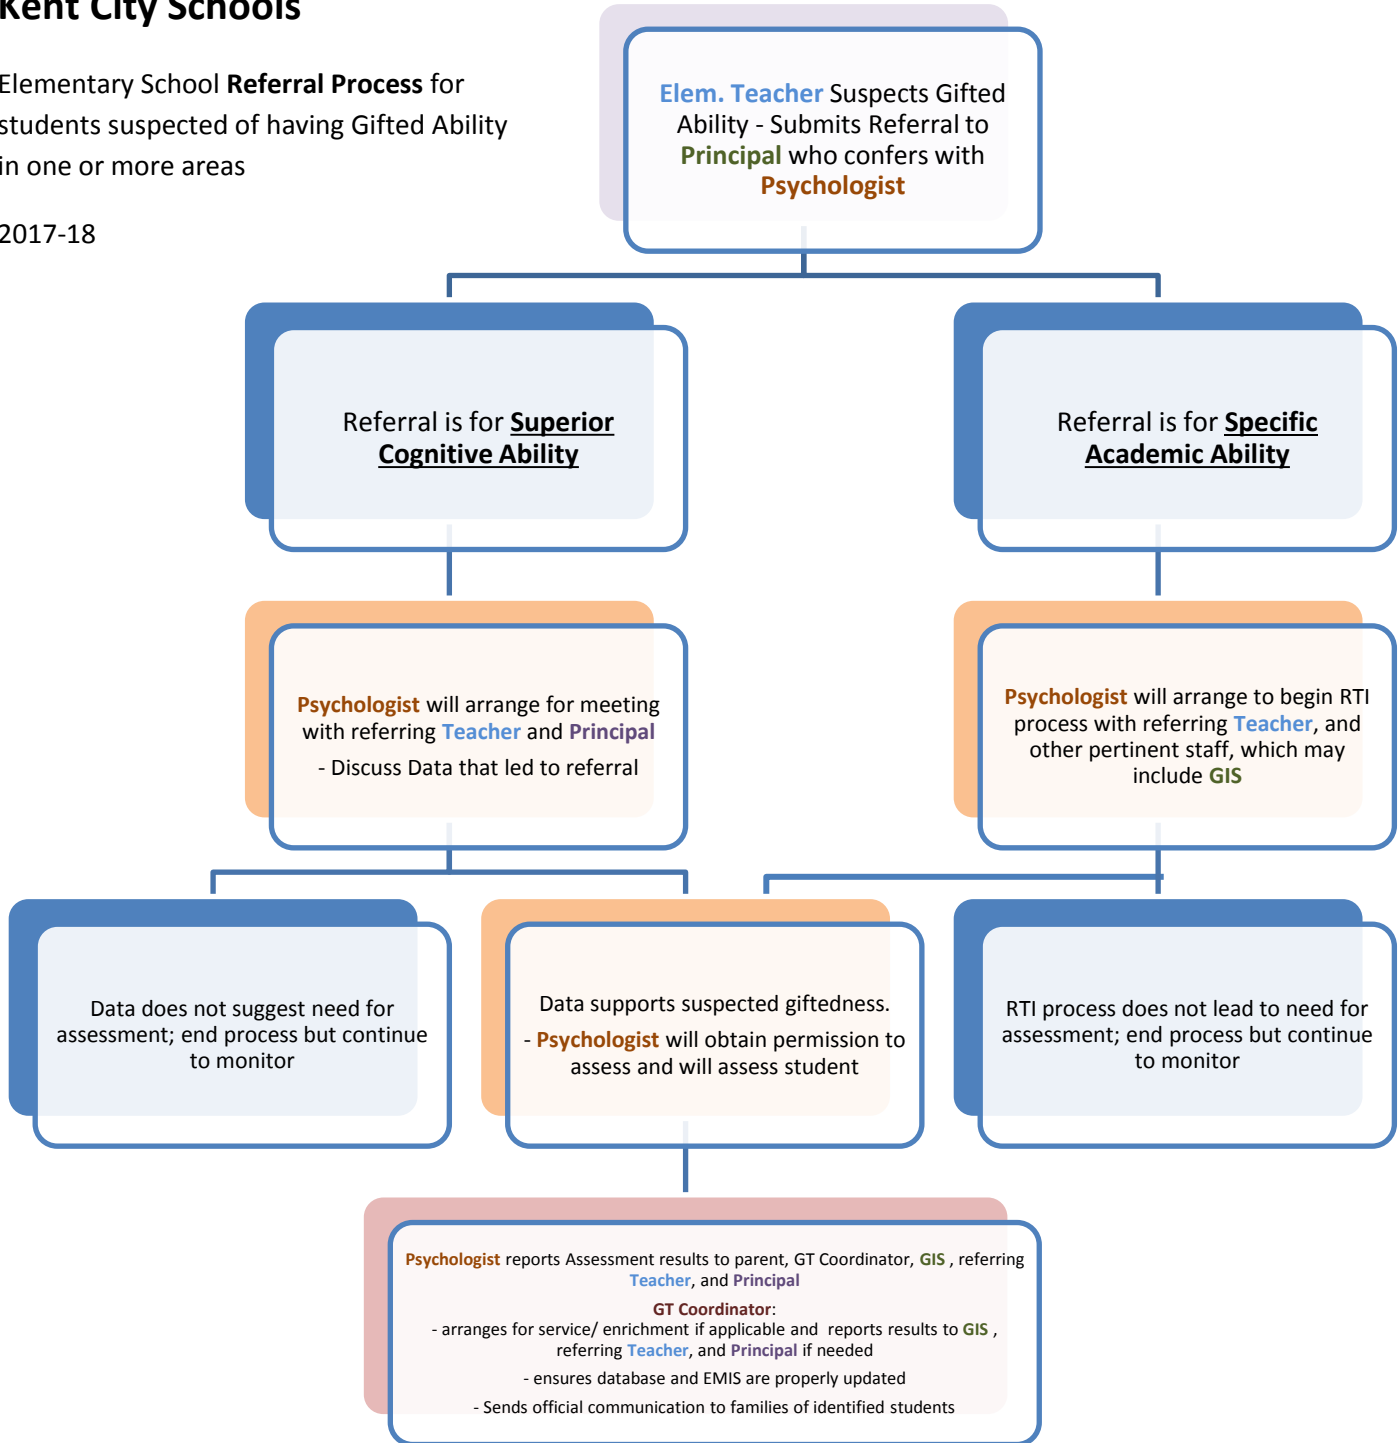 Kent City Schools
Elementary School Referral Process for
students suspected of having Gifted Ability
in one or more areas
2017-18
Elem. Teacher Suspects Gifted
Ability - Submits Referral to
Principal who confers with
Psychologist
Referral is for Superior
Cognitive Ability
Referral is for Specific
Academic Ability
Psychologist will arrange for meeting
with referring Teacher and Principal
- Discuss Data that led to referral
Psychologist will arrange to begin RTI
process with referring Teacher, and
other pertinent staff, which may
include GIS
Data does not suggest need for
assessment; end process but continue
to monitor
Data supports suspected giftedness.
- Psychologist will obtain permission to
assess and will assess student
RTI process does not lead to need for
assessment; end process but continue
to monitor
Psychologist reports Assessment results to parent, GT Coordinator, GIS , referring
Teacher, and Principal
GT Coordinator:
- arranges for service/ enrichment if applicable and reports results to GIS ,
referring Teacher, and Principal if needed
- ensures database and EMIS are properly updated
- Sends official communication to families of identified students